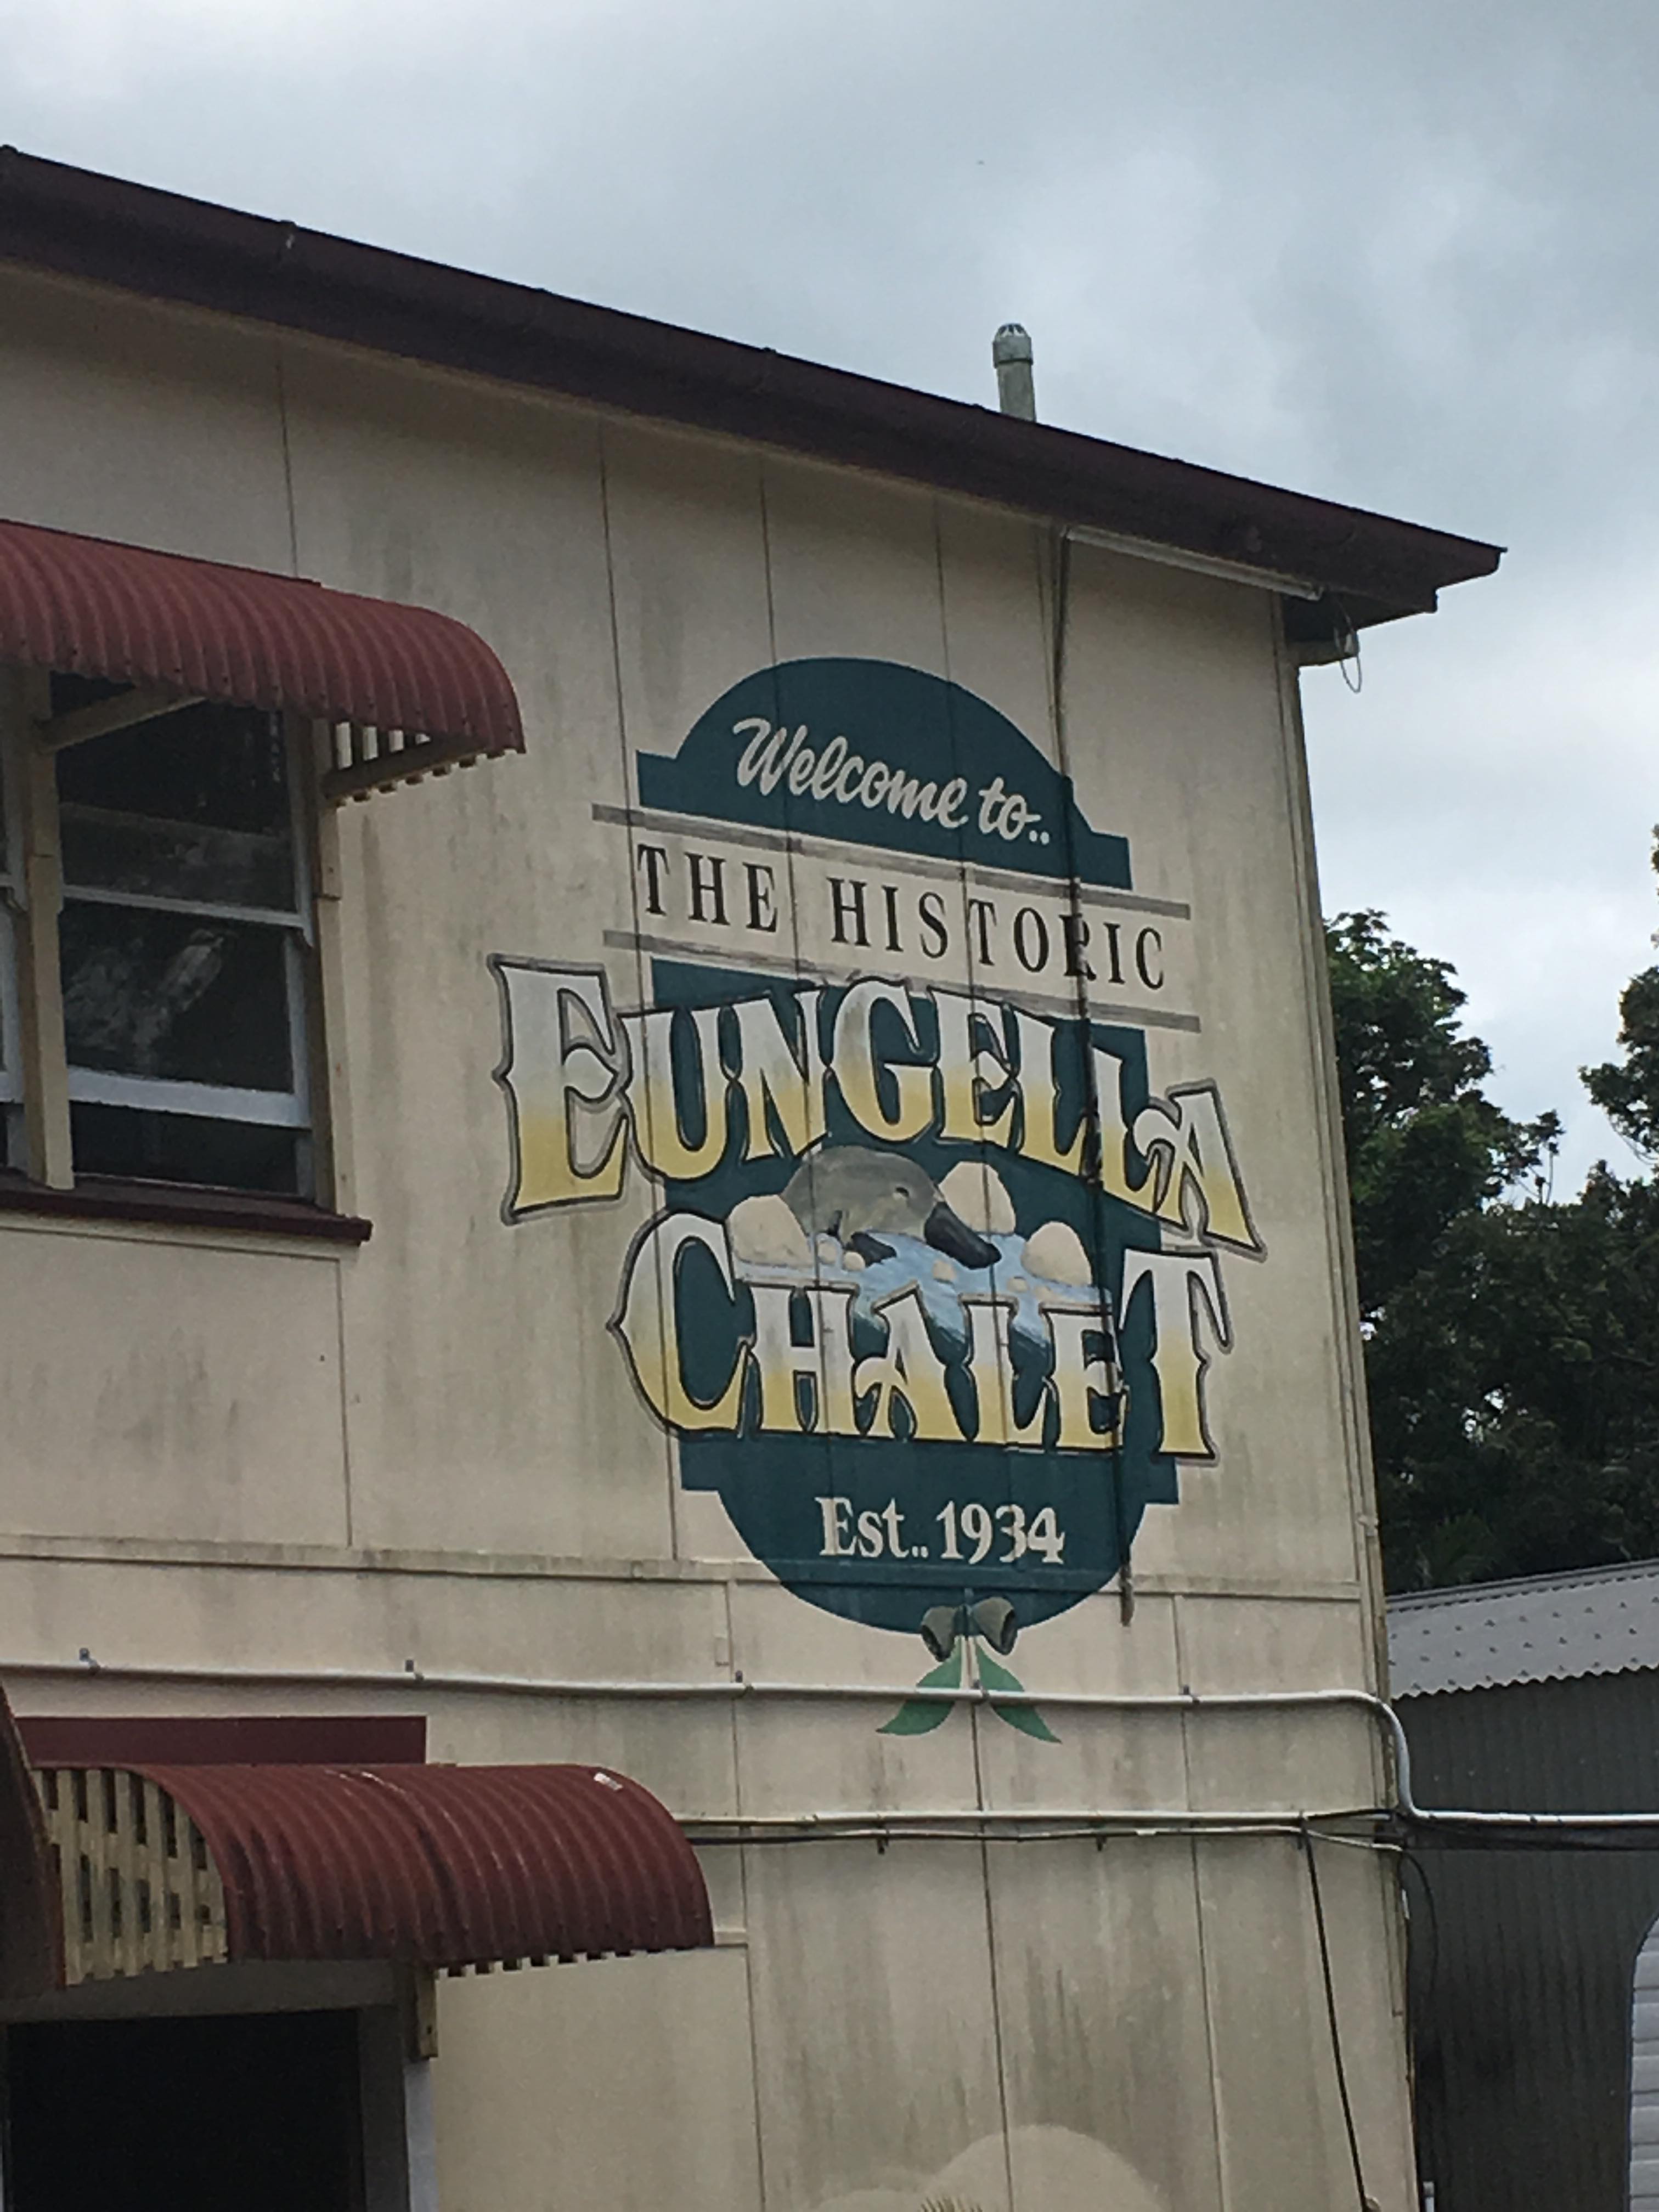 Welcome to..
THE HISTORIC
EUNGELLA
CHALET
Est.. 1934